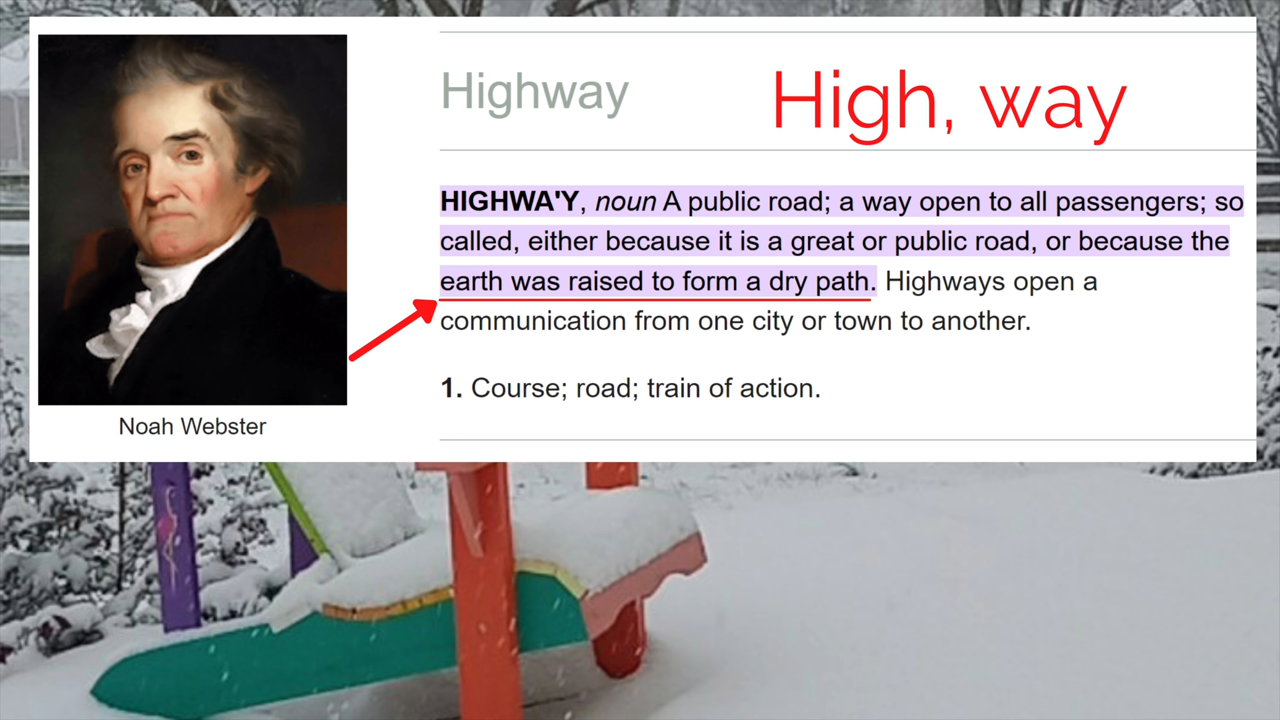 Highway
High, way
HIGHWA'Y, noun A public road; a way open to all passengers; so
called, either because it is a great or public road, or because the
earth was raised to form a dry path. Highways open a
communication from one city or town to another.
1. Course; road; train of action.
Noah Webster